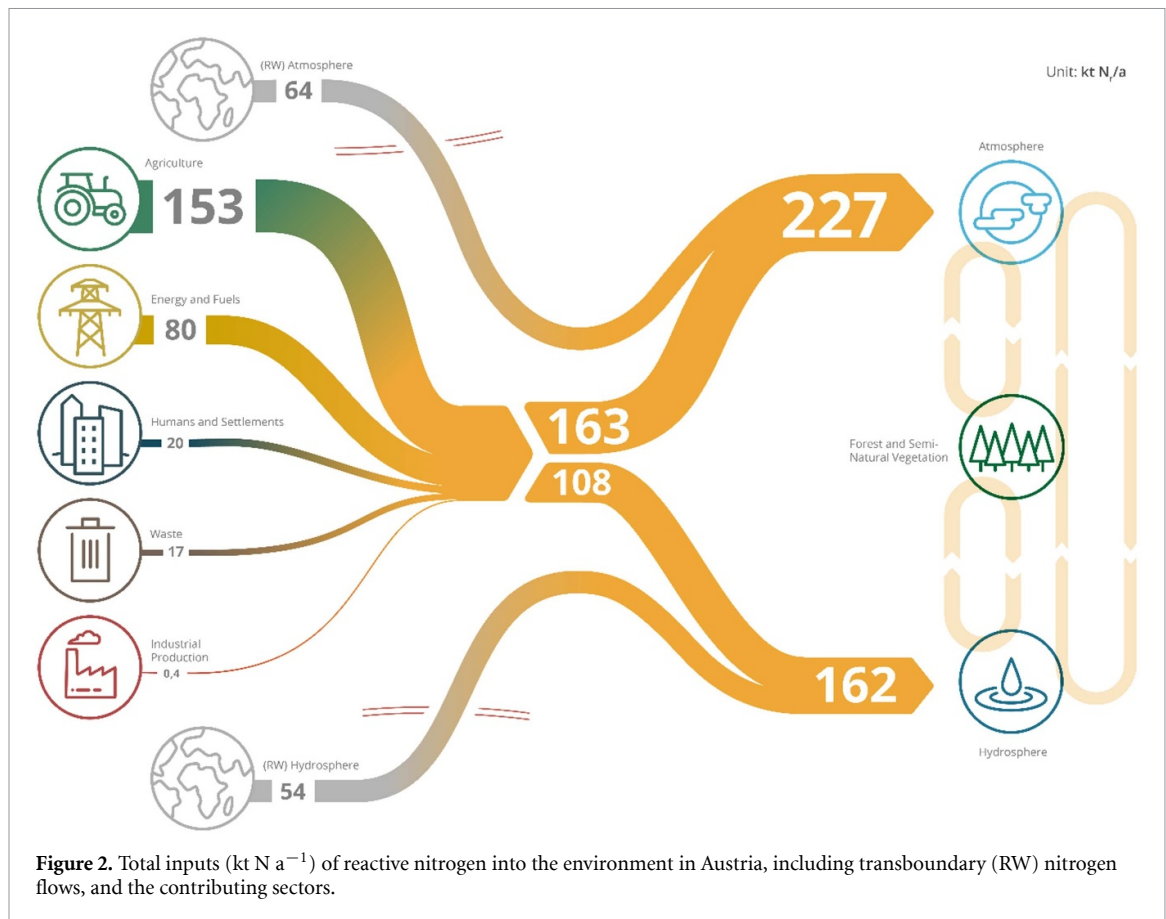 (RW) Atmosphere
64
Unit: kt Nr/a
Agriculture
153
Atmosphere
227
Energy and Fuels
80
Humans and Settlements
20
163
Forest and Semi-
Natural Vegetation
108
Waste
17
Industrial
Production
0,4
162
(RW) Hydrosphere
54
Hydrosphere
Figure 2. Total inputs (kt N a−1) of reactive nitrogen into the environment in Austria, including transboundary (RW) nitrogen
flows, and the contributing sectors.